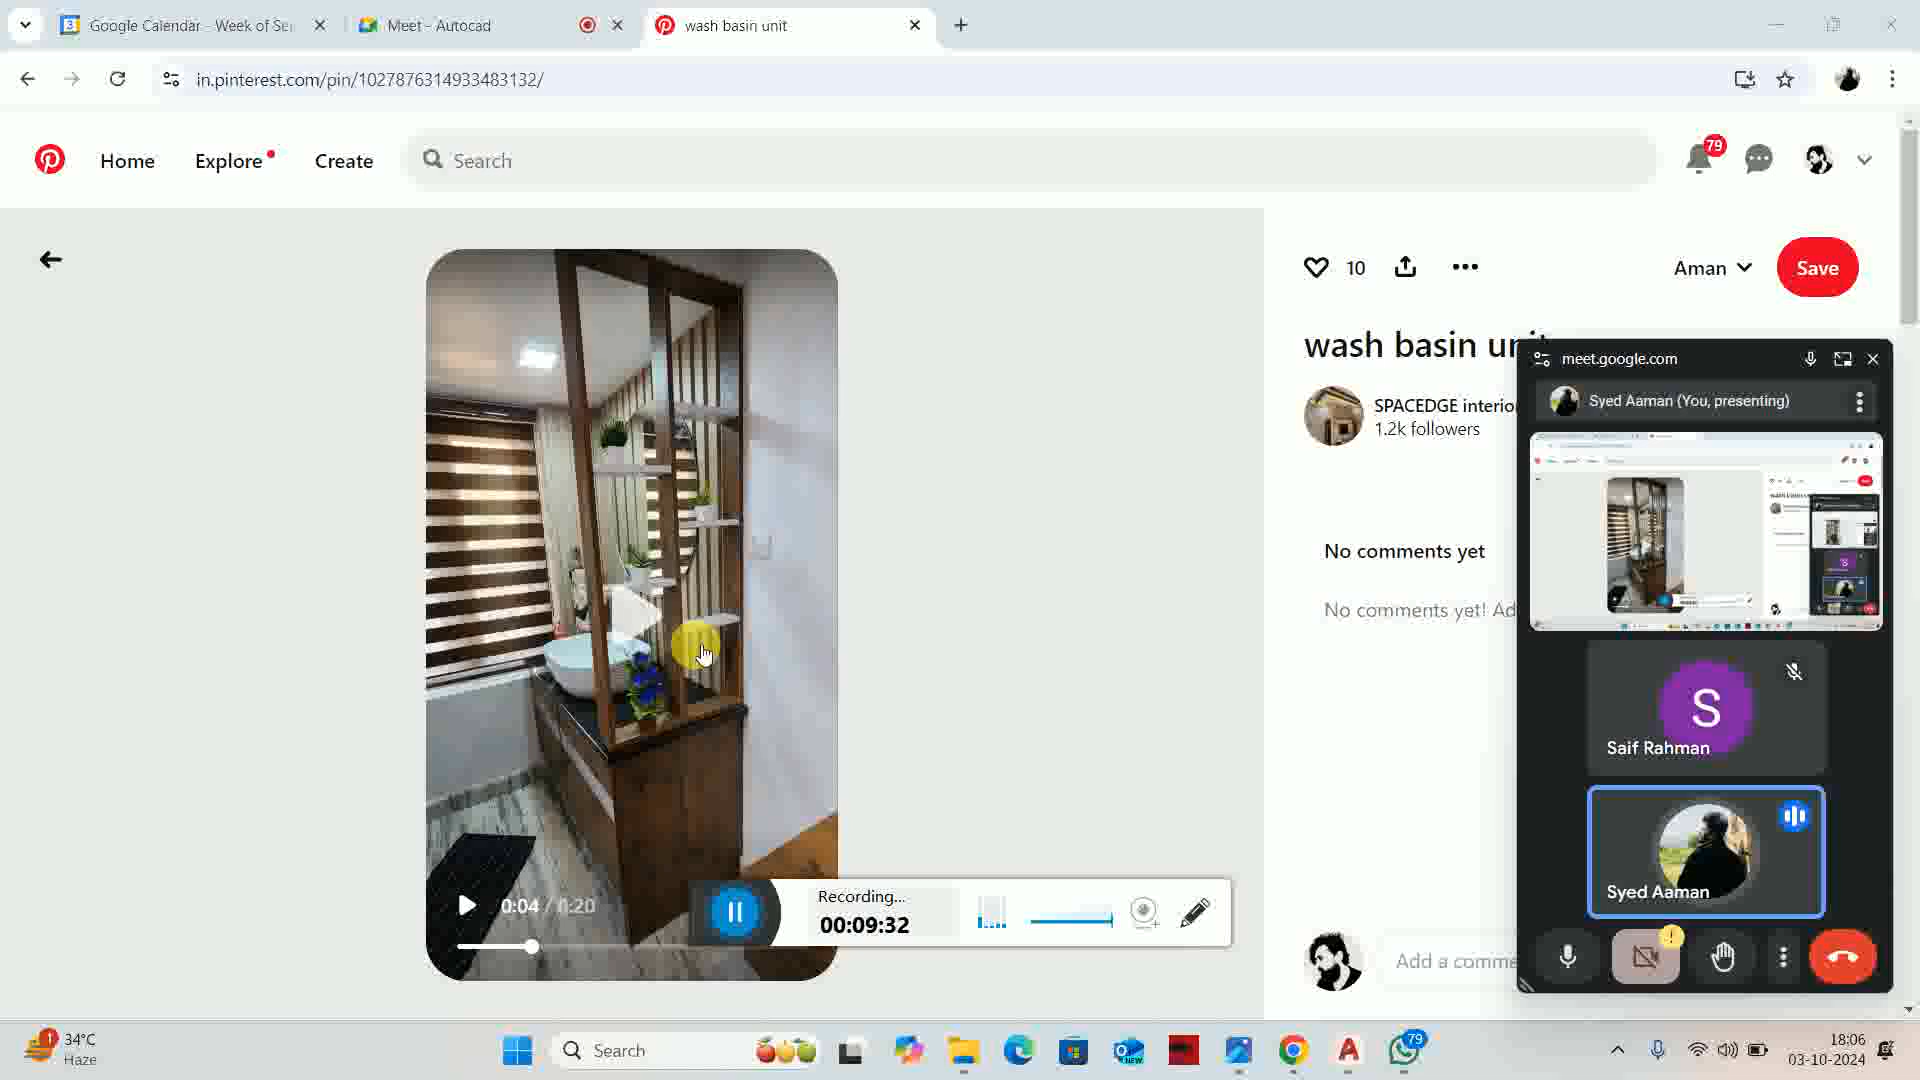 Google Calendar - Week of Se
Meet - Autocad
wash basin unit
in.pinterest.com/pin/1027876314933483132/
Home
Explore
Create
Search
79
10
Aman
Save
wash basin unit
SPACEDGE interio
1.2k followers
No comments yet
No comments yet! Ad
Add a comme
meet.google.com
Syed Aaman (You, presenting)
S
Saif Rahman
Syed Aaman
0:04 / 0:20
Recording...
00:09:32
34°C
Haze
Search
79
18:06
03-10-2024